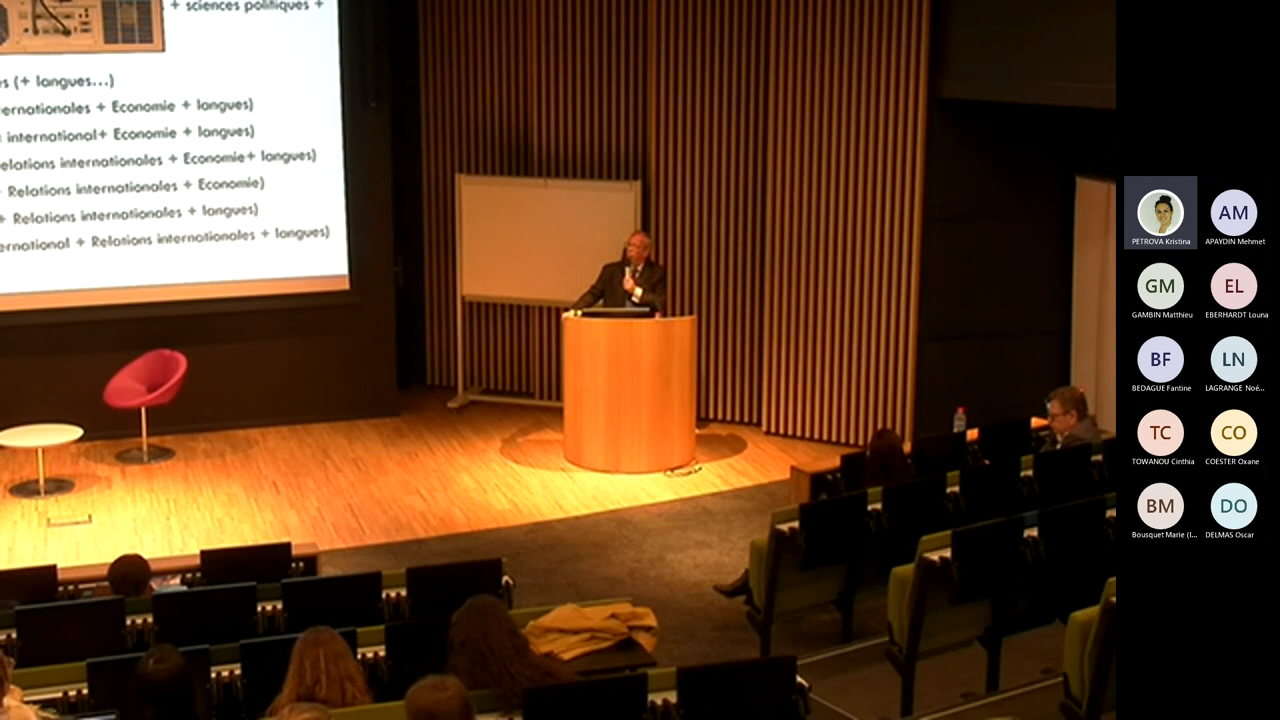 + sciences politiques +
s (+ langues...)
ernationales + Economie + langues)
international+ Economie + langues)
elations internationales + Economie+ langues)
Relations internationales + Economie)
+ Relations internationales + langues)
ernational + Relations internationales + langues)
PETROVA Kristina
AM
APAYDIN Mehmet
GM
GAMBIN Matthieu
EL
EBERHARDT Louna
BF
BEDAGUE Fantine
LN
LAGRANGE Noé...
TC
TOWANOU Cinthia
CO
COESTER Oxane
BM
Bousquet Marie (I...
DO
DELMAS Oscar